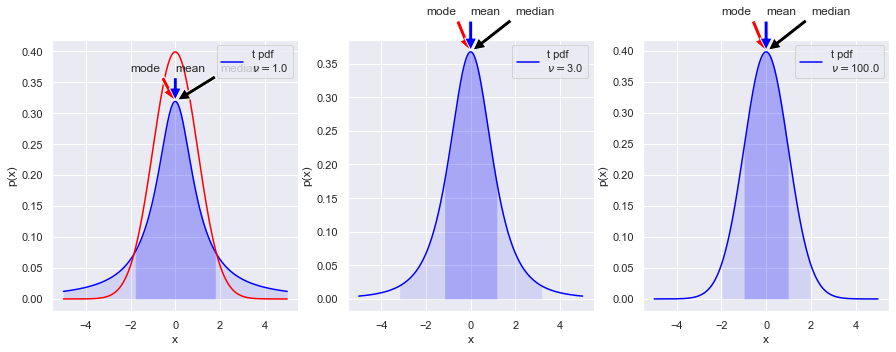 mode mean median
t pdf
ν = 1.0
p(x)
0.40
0.35
0.30
0.25
0.20
0.15
0.10
0.05
0.00
−4 −2 0 2 4
x
mode mean median
t pdf
ν = 3.0
p(x)
0.35
0.30
0.25
0.20
0.15
0.10
0.05
0.00
−4 −2 0 2 4
x
mode mean median
t pdf
ν = 100.0
p(x)
0.40
0.35
0.30
0.25
0.20
0.15
0.10
0.05
0.00
−4 −2 0 2 4
x